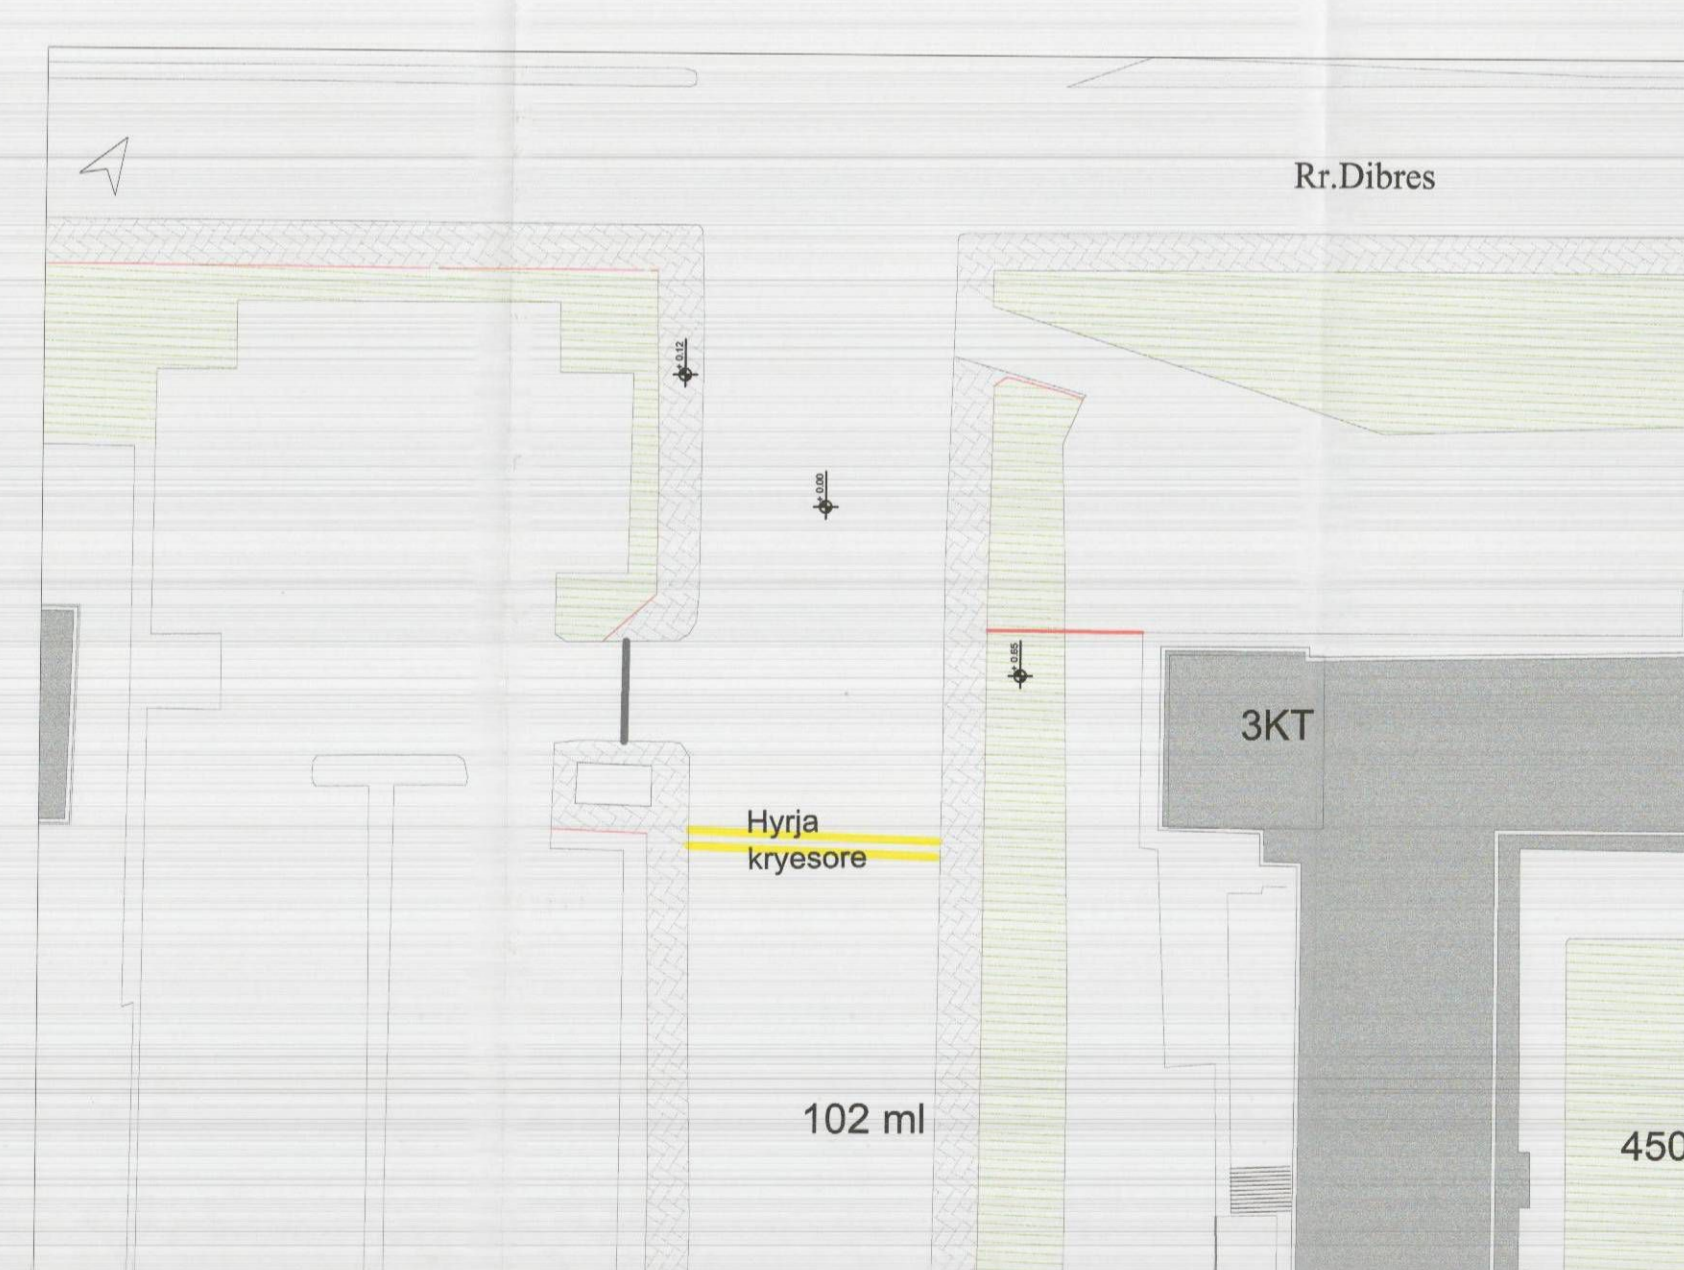 Rr.Dibres
+ 0.12
+ 0.00
+ 0.65
3KT
Hyrja
kryesore
102 ml
450